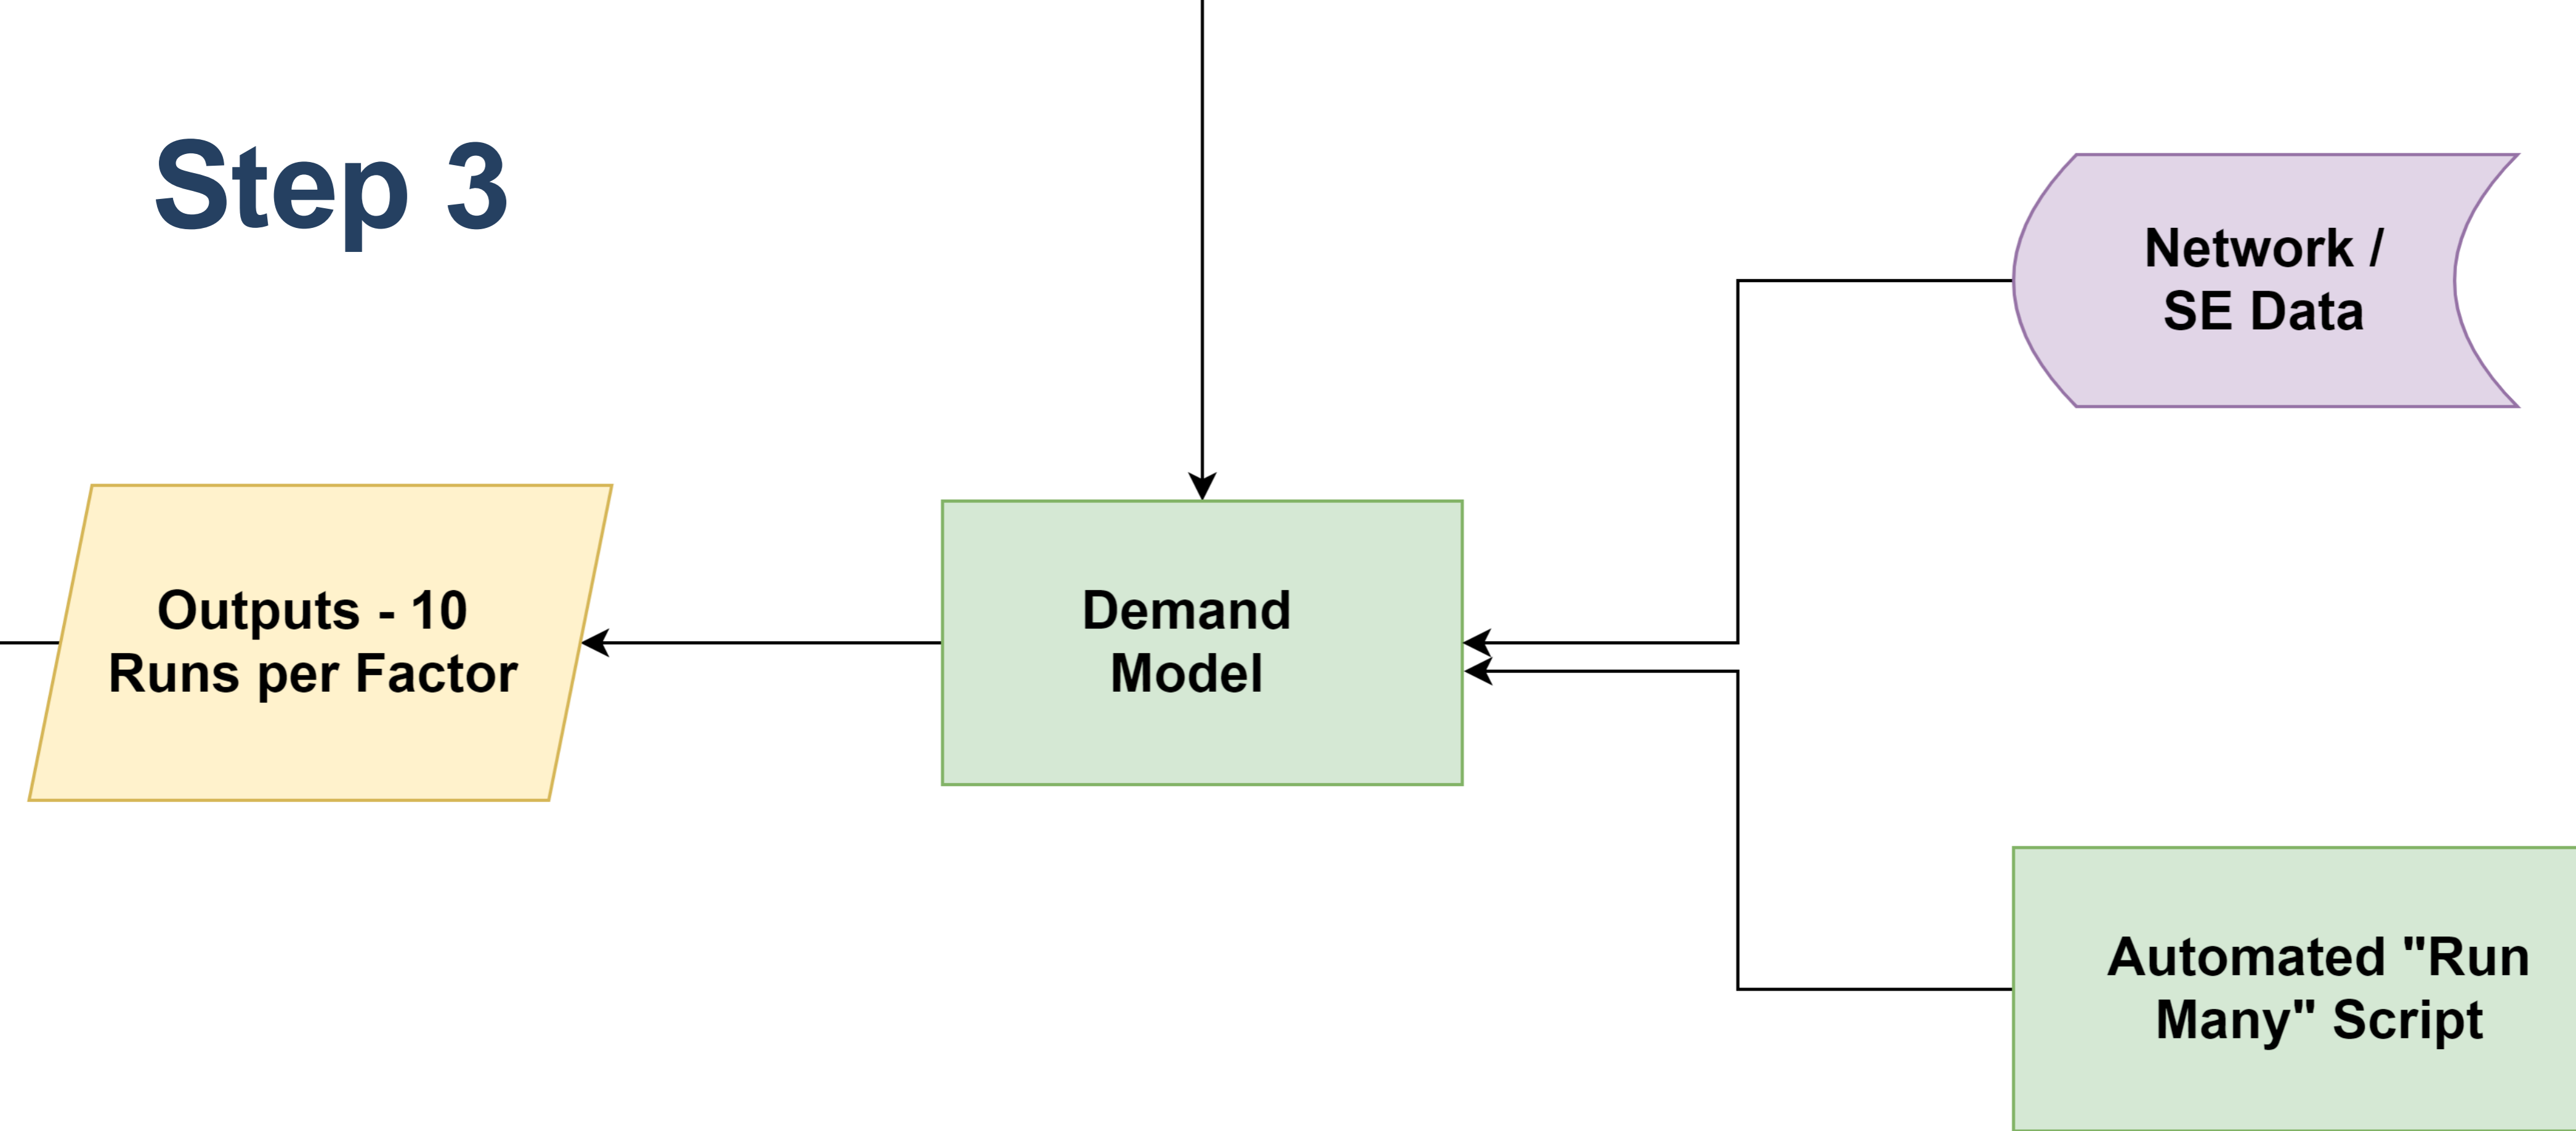 Step 3
Network /
SE Data
Outputs - 10
Runs per Factor
Demand
Model
Automated "Run
Many" Script